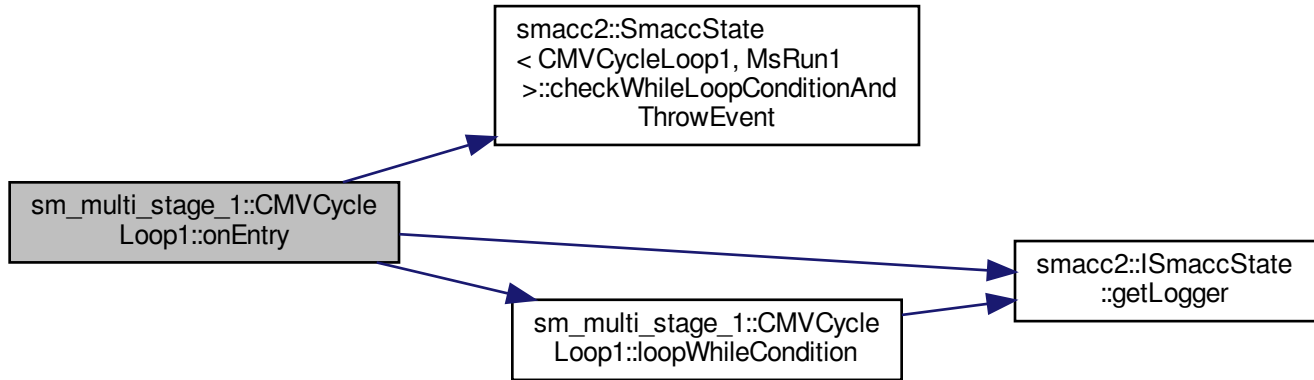 smacc2::SmaccState
< CMVCycleLoop1, MsRun1
>::checkWhileLoopConditionAnd
ThrowEvent
sm_multi_stage_1::CMVCycle
Loop1::onEntry
smacc2::ISmaccState
::getLogger
sm_multi_stage_1::CMVCycle
Loop1::loopWhileCondition